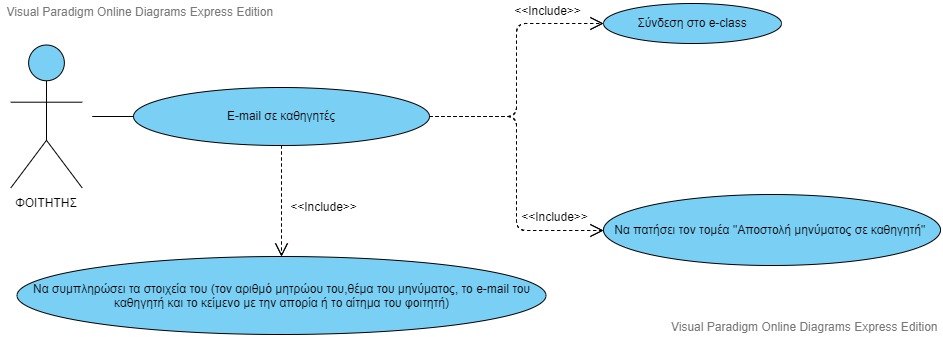 Visual Paradigm Online Diagrams Express Edition
<<Include>>
Σύνδεση στο e-class
E-mail σε καθηγητές
ΦΟΙΤΗΤΗΣ
<<Include>>
<<Include>>
Να πατήσει τον τομέα "Αποστολή μηνύματος σε καθηγητή"
Να συμπληρώσει τα στοιχεία του (τον αριθμό μητρώου του,θέμα του μηνύματος, το e-mail του
καθηγητή και το κείμενο με την απορία ή το αίτημα του φοιτητή)
Visual Paradigm Online Diagrams Express Edition